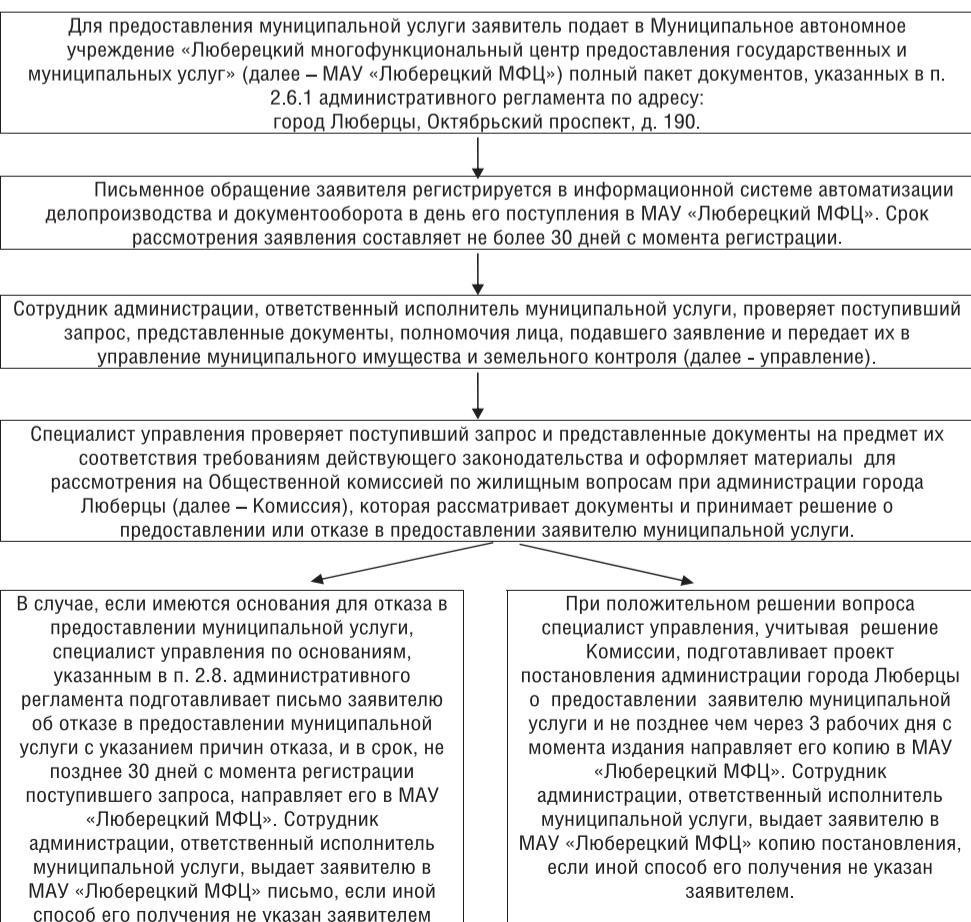 Для предоставления муниципальной услуги заявитель подает в Муниципальное автономное
учреждение «Люберецкий многофункциональный центр предоставления государственных и
муниципальных услуг» (далее – МАУ «Люберецкий МФЦ») полный пакет документов, указанных в п.
2.6.1 административного регламента по адресу:
город Люберцы, Октябрьский проспект, д. 190.
Письменное обращение заявителя регистрируется в информационной системе автоматизации
делопроизводства и документооборота в день его поступления в МАУ «Люберецкий МФЦ». Срок
рассмотрения заявления составляет не более 30 дней с момента регистрации.
Сотрудник администрации, ответственный исполнитель муниципальной услуги, проверяет поступивший
запрос, представленные документы, полномочия лица, подавшего заявление и передает их в
управление муниципального имущества и земельного контроля (далее - управление).
Специалист управления проверяет поступивший запрос и представленные документы на предмет их
соответствия требованиям действующего законодательства и оформляет материалы для
рассмотрения на Общественной комиссией по жилищным вопросам при администрации города
Люберцы (далее – Комиссия), которая рассматривает документы и принимает решение о
предоставлении или отказе в предоставлении заявителю муниципальной услуги.
В случае, если имеются основания для отказа в
предоставлении муниципальной услуги,
специалист управления по основаниям,
указанным в п. 2.8. административного
регламента подготавливает письмо заявителю
об отказе в предоставлении муниципальной
услуги с указанием причин отказа, и в срок, не
позднее 30 дней с момента регистрации
поступившего запроса, направляет его в МАУ
«Люберецкий МФЦ». Сотрудник
администрации, ответственный исполнитель
муниципальной услуги, выдает заявителю в
МАУ «Люберецкий МФЦ» письмо, если иной
способ его получения не указан заявителем
При положительном решении вопроса
специалист управления, учитывая решение
Комиссии, подготавливает проект
постановления администрации города Люберцы
о предоставлении заявителю муниципальной
услуги и не позднее чем через 3 рабочих дня с
момента издания направляет его копию в МАУ
«Люберецкий МФЦ». Сотрудник
администрации, ответственный исполнитель
муниципальной услуги, выдает заявителю в
МАУ «Люберецкий МФЦ» копию постановления,
если иной способ его получения не указан
заявителем.